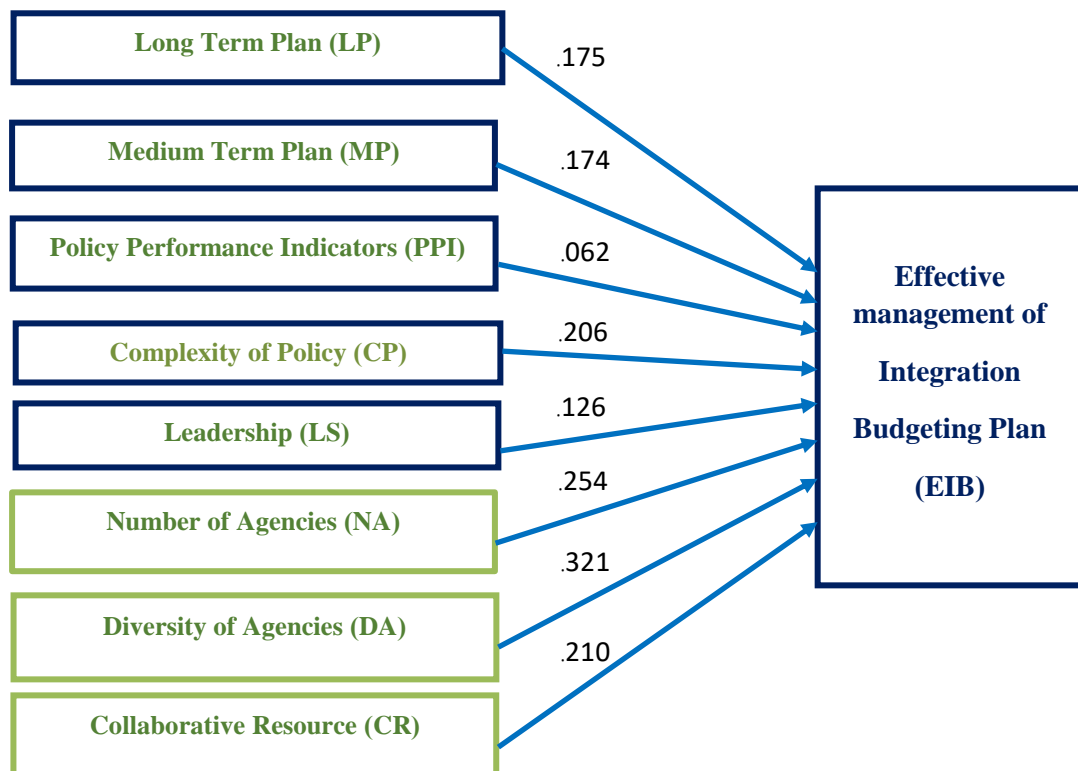 Long Term Plan (LP)
.175
Medium Term Plan (MP)
.174
Policy Performance Indicators (PPI)
.062
Complexity of Policy (CP)
.206
Leadership (LS)
.126
Number of Agencies (NA)
.254
Diversity of Agencies (DA)
.321
Collaborative Resource (CR)
.210
Effective
management of
Integration
Budgeting Plan
(EIB)